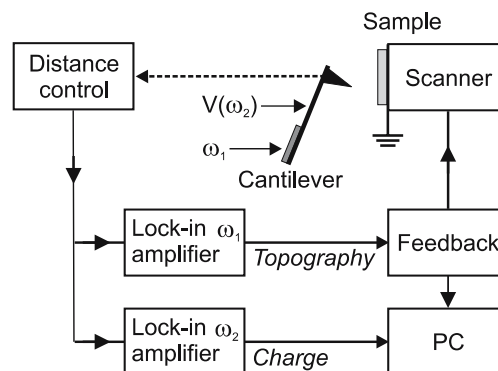 Sample
Distance
control
Scanner
V(ω₂)
ω₁
Cantilever
Lock-in ω₁
amplifier
Topography
Feedback
Lock-in ω₂
amplifier
Charge
PC